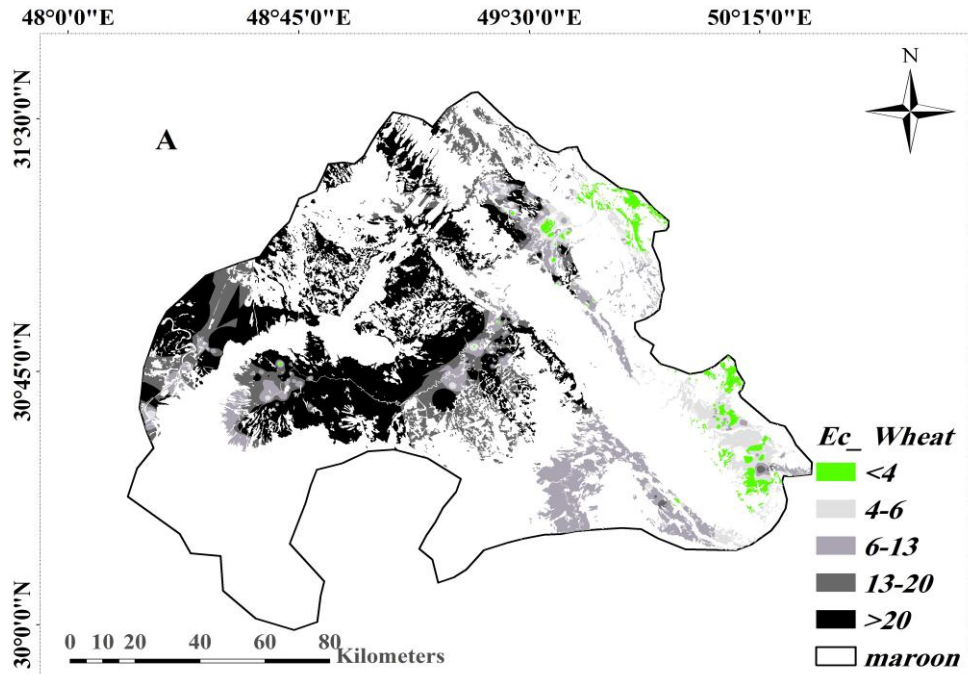 48°0'0"E 48°45'0"E 49°30'0"E 50°15'0"E
N
31°30'0"N
A
30°45'0"N
30°0'0"N
Ec_ Wheat
<4
4-6
6-13
13-20
>20
maroon
0 10 20 40 60 80
Kilometers